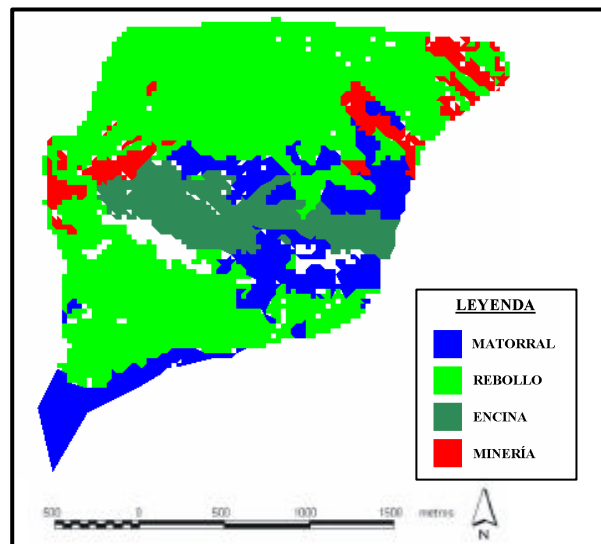 LEYENDA
MATORRAL
REBOLLO
ENCINA
MINERÍA
500 0 500 1000 1500 metros
N